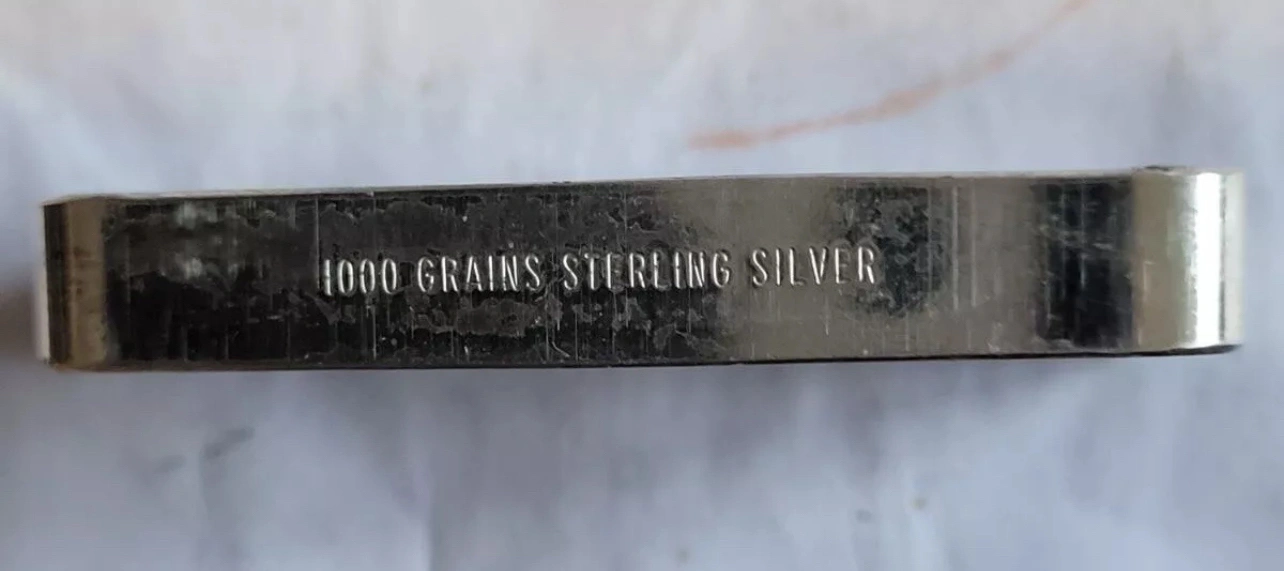 1000 GRAINS STERLING SILVER